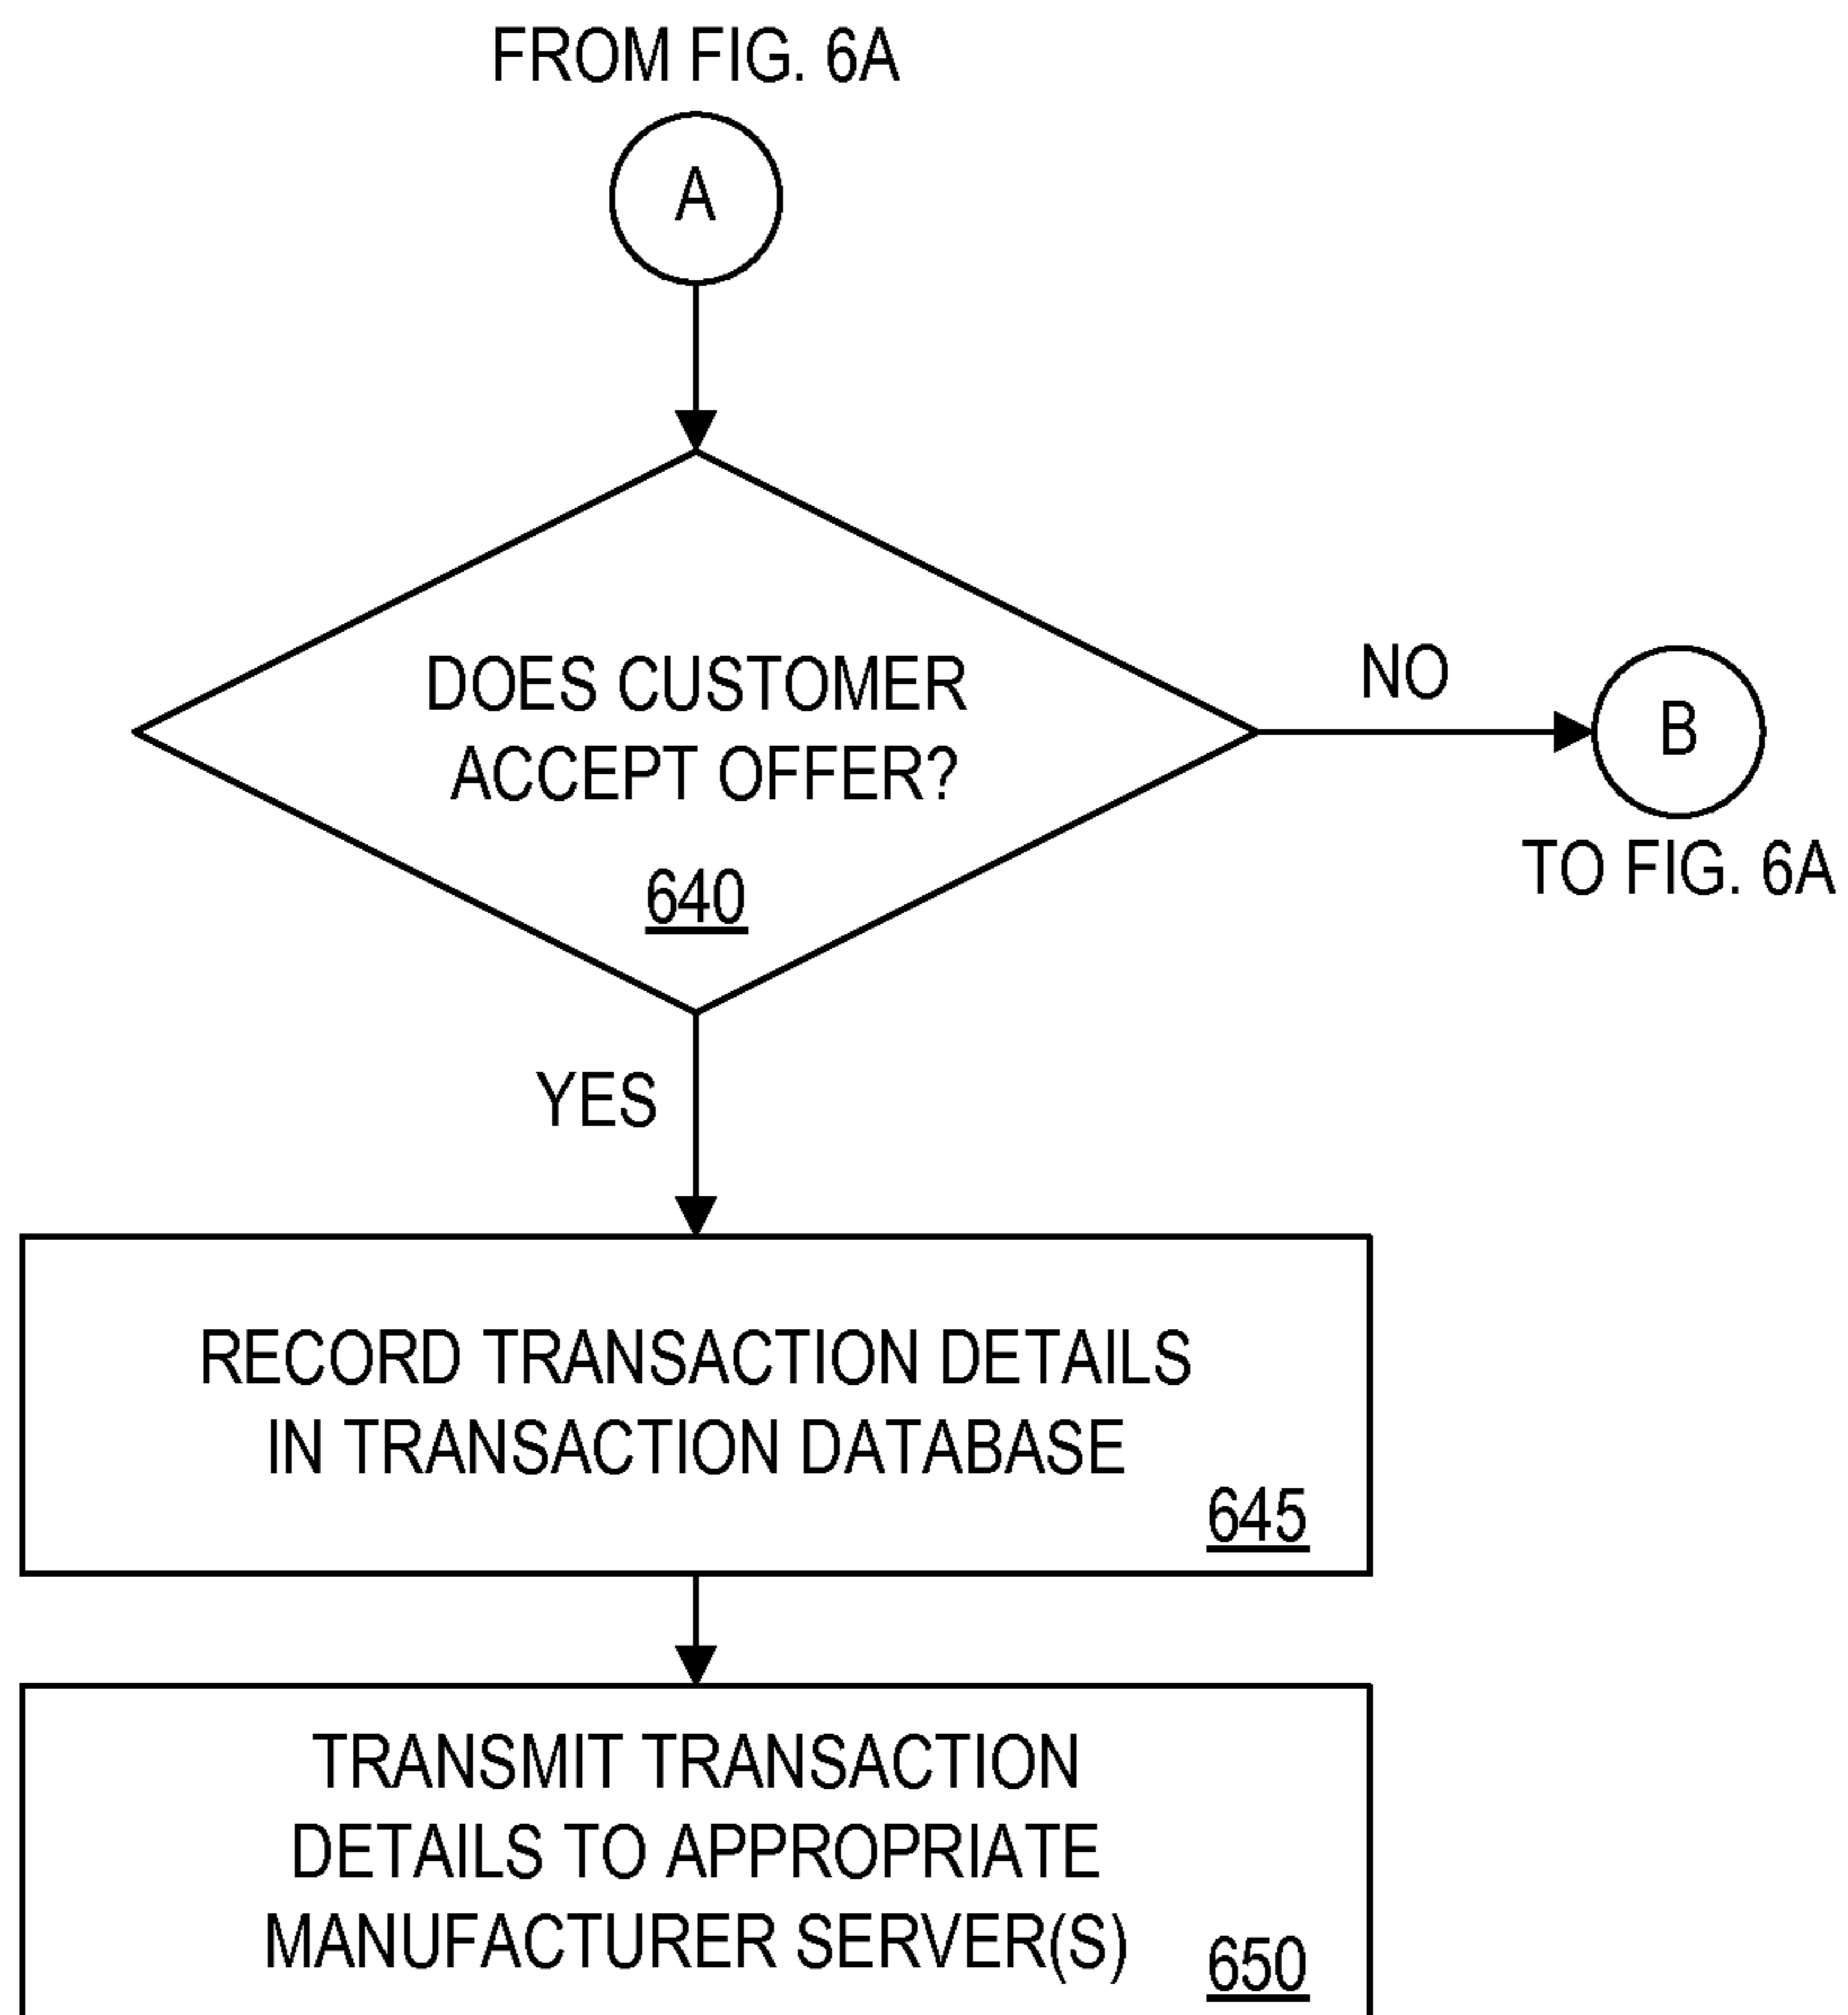 FROM FIG. 6A
A
DOES CUSTOMER
ACCEPT OFFER?
640
NO
B
TO FIG. 6A
YES
RECORD TRANSACTION DETAILS
IN TRANSACTION DATABASE
645
TRANSMIT TRANSACTION
DETAILS TO APPROPRIATE
MANUFACTURER SERVER(S)
650